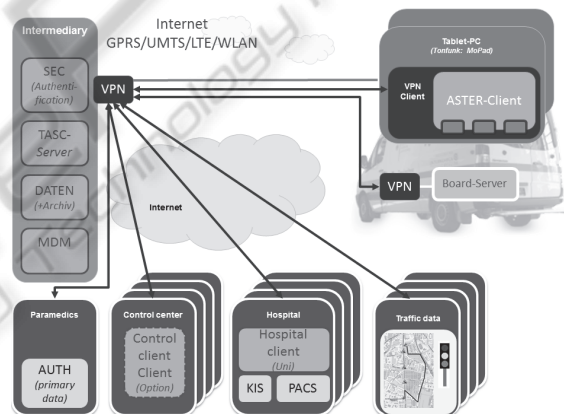 Intermediary
Internet
GPRS/UMTS/LTE/WLAN
Tablet-PC
(Tonfunk: MoPad)
SEC
(Authenti-
fication)
VPN
VPN
Client
ASTER-Client
TASC-
Server
DATEN
(+Archiv)
VPN
Board-Server
Internet
MDM
Paramedics
Control center
Hospital
Traffic data
AUTH
(primary
data)
Control
client
Client
(Option)
Hospital
client
(Uni)
KIS
PACS